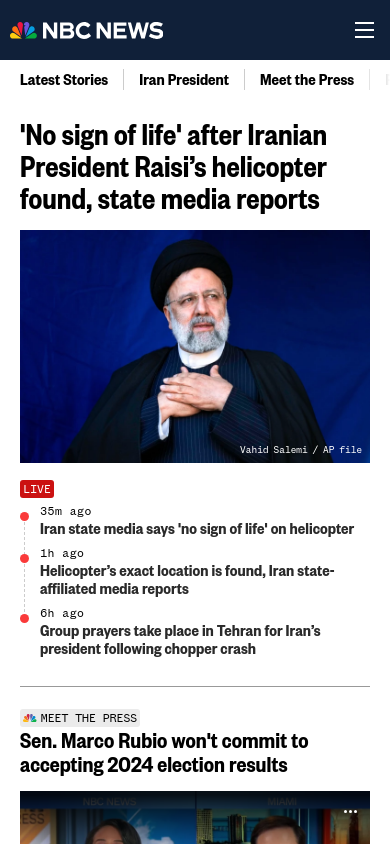 NBC NEWS
Latest Stories
Iran President
Meet the Press
'No sign of life' after Iranian
President Raisi’s helicopter
found, state media reports
Vahid Salemi / AP file
LIVE
35m ago
Iran state media says 'no sign of life' on helicopter
1h ago
Helicopter’s exact location is found, Iran state-
affiliated media reports
6h ago
Group prayers take place in Tehran for Iran’s
president following chopper crash
MEET THE PRESS
Sen. Marco Rubio won't commit to
accepting 2024 election results
NBC NEWS
MIAMI